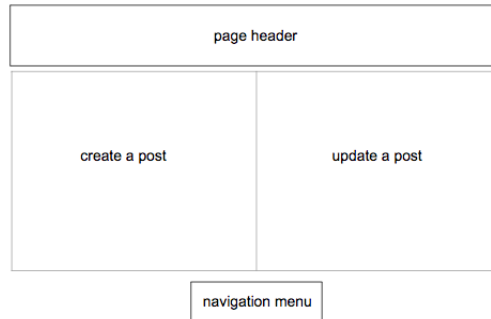 page header
create a post
update a post
navigation menu